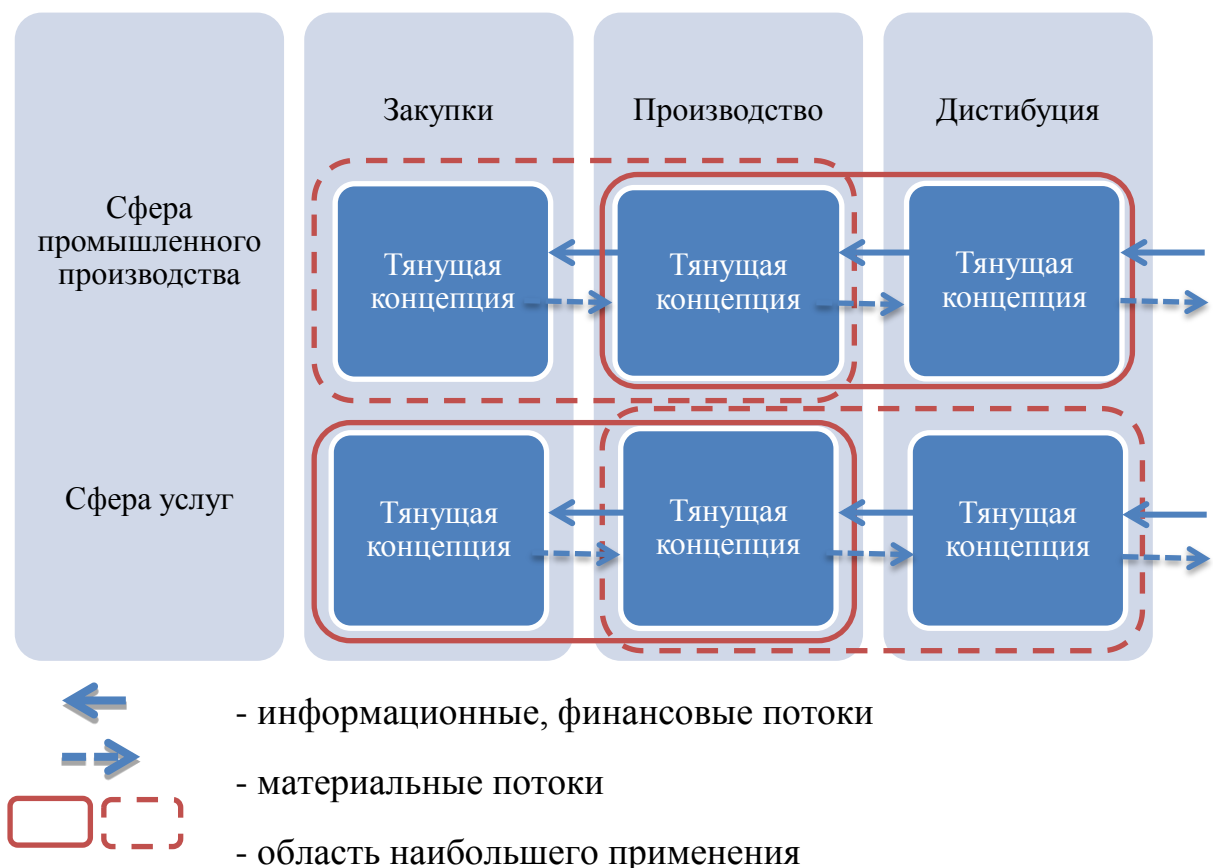 Закупки
Производство
Дистибуция
Сфера
промышленного
производства
Тянущая
концепция
Тянущая
концепция
Тянущая
концепция
Сфера услуг
Тянущая
концепция
Тянущая
концепция
Тянущая
концепция
- информационные, финансовые потоки
- материальные потоки
- область наибольшего применения